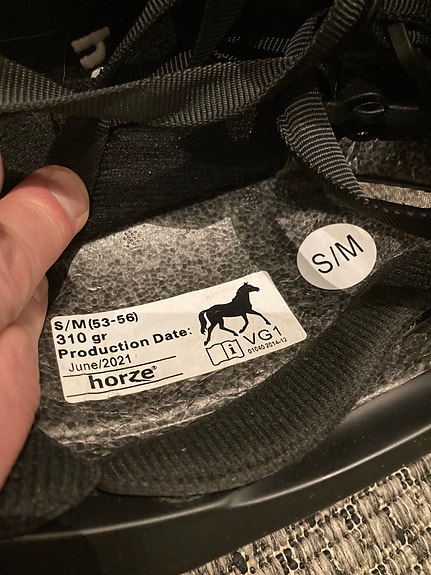 h
S/M
S/M(53-56)
310 gr
Production Date:
June/2021
horze®
i VG1
01040 2014-12